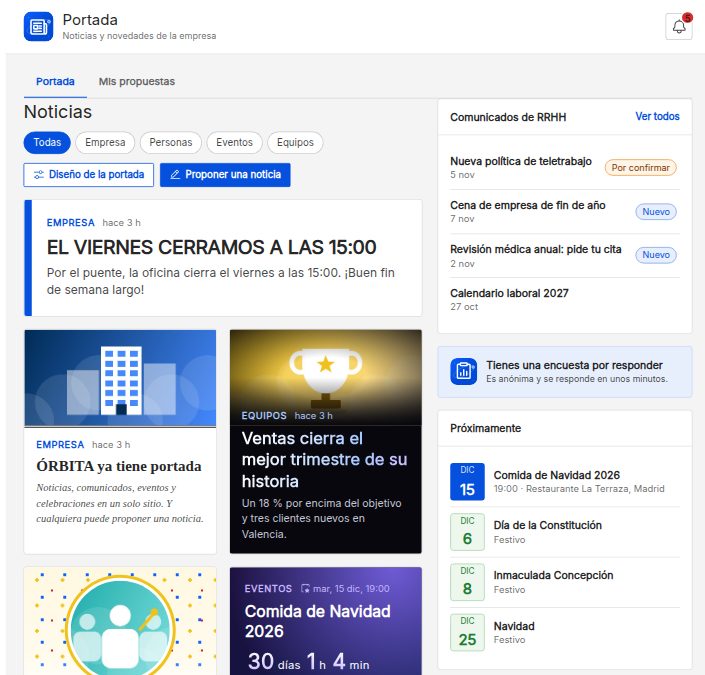 Portada
Noticias y novedades de la empresa
5
Portada
Mis propuestas
Noticias
Todas
Empresa
Personas
Eventos
Equipos
Diseño de la portada
Proponer una noticia
EMPRESA hace 3 h
EL VIERNES CERRAMOS A LAS 15:00
Por el puente, la oficina cierra el viernes a las 15:00. ¡Buen fin
de semana largo!
EMPRESA hace 3 h
ÓRBITA ya tiene portada
Noticias, comunicados, eventos y
celebraciones en un solo sitio. Y
cualquiera puede proponer una noticia.
EQUIPOS hace 3 h
Ventas cierra el
mejor trimestre de su
historia
Un 18 % por encima del objetivo
y tres clientes nuevos en
Valencia.
EVENTOS mar, 15 dic, 19:00
Comida de Navidad
2026
30 días 1 h 4 min
Comunicados de RRHH
Ver todos
Nueva política de teletrabajo
5 nov
Por confirmar
Cena de empresa de fin de año
7 nov
Nuevo
Revisión médica anual: pide tu cita
2 nov
Nuevo
Calendario laboral 2027
27 oct
Tienes una encuesta por responder
Es anónima y se responde en unos minutos.
Próximamente
DIC
15
Comida de Navidad 2026
19:00 · Restaurante La Terraza, Madrid
DIC
6
Día de la Constitución
Festivo
DIC
8
Inmaculada Concepción
Festivo
DIC
25
Navidad
Festivo